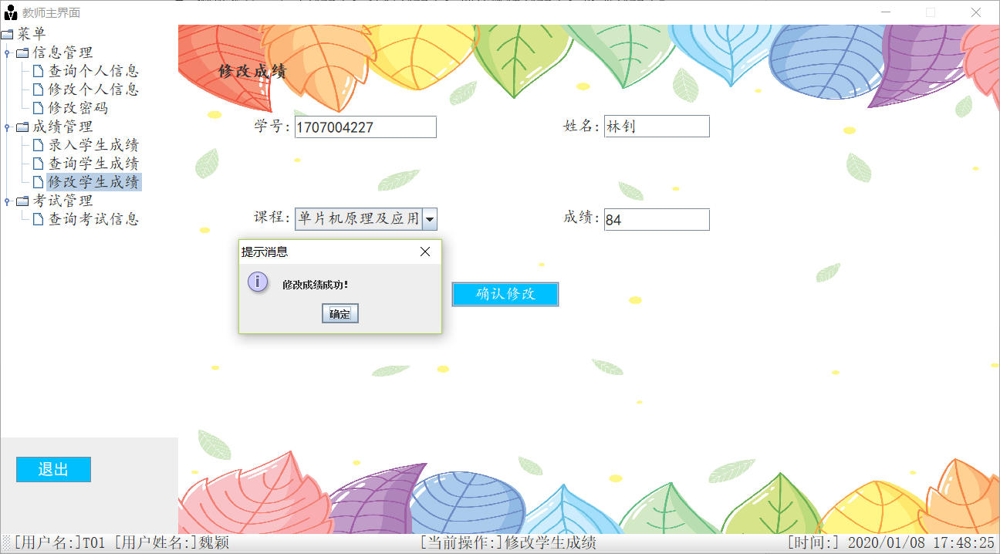 教师主界面
菜单
信息管理
查询个人信息
修改个人信息
修改密码
成绩管理
录入学生成绩
查询学生成绩
修改学生成绩
考试管理
查询考试信息
退出
修改成绩
学号: 1707004227 姓名: 林钊
课程: 单片机原理及应用 成绩: 84
提示消息
修改成绩成功!
确定
确认修改
[用户名:]T01 [用户姓名:]魏颖 [当前操作:]修改学生成绩 [时间:] 2020/01/08 17:48:25